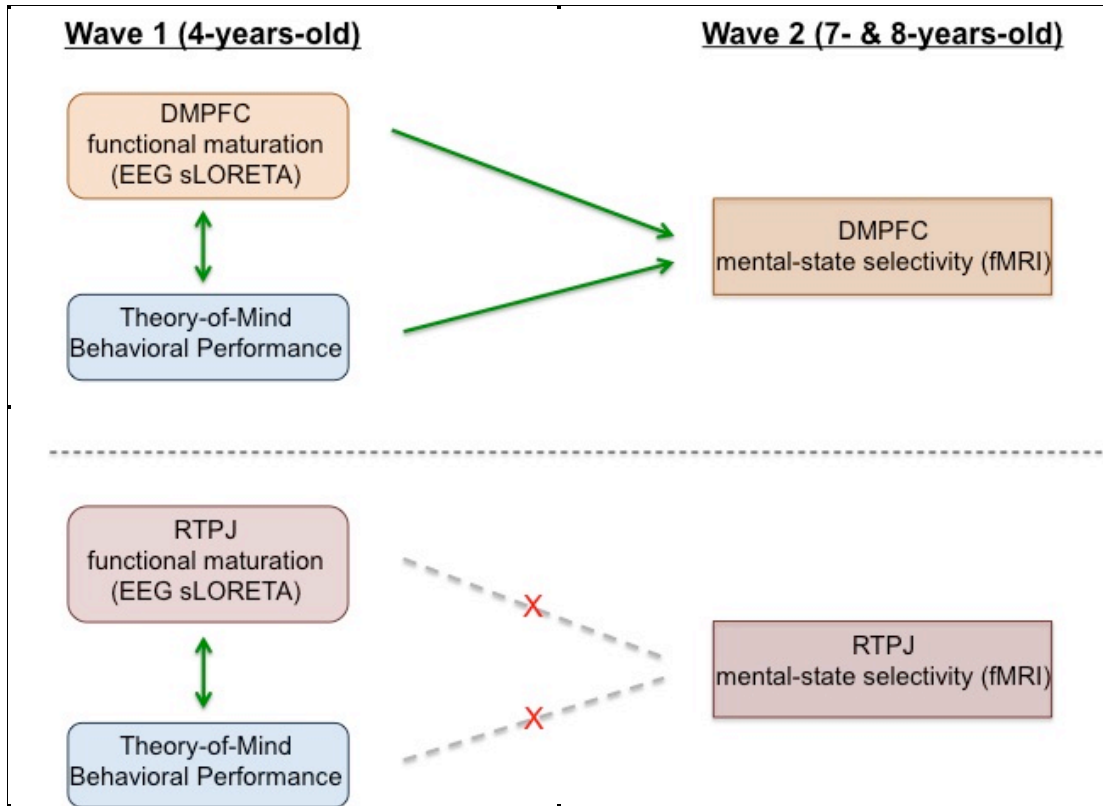 Wave 1 (4-years-old)
Wave 2 (7- & 8-years-old)
DMPFC
functional maturation
(EEG sLORETA)
DMPFC
mental-state selectivity (fMRI)
Theory-of-Mind
Behavioral Performance
RTPJ
functional maturation
(EEG sLORETA)
X
RTPJ
mental-state selectivity (fMRI)
X
Theory-of-Mind
Behavioral Performance